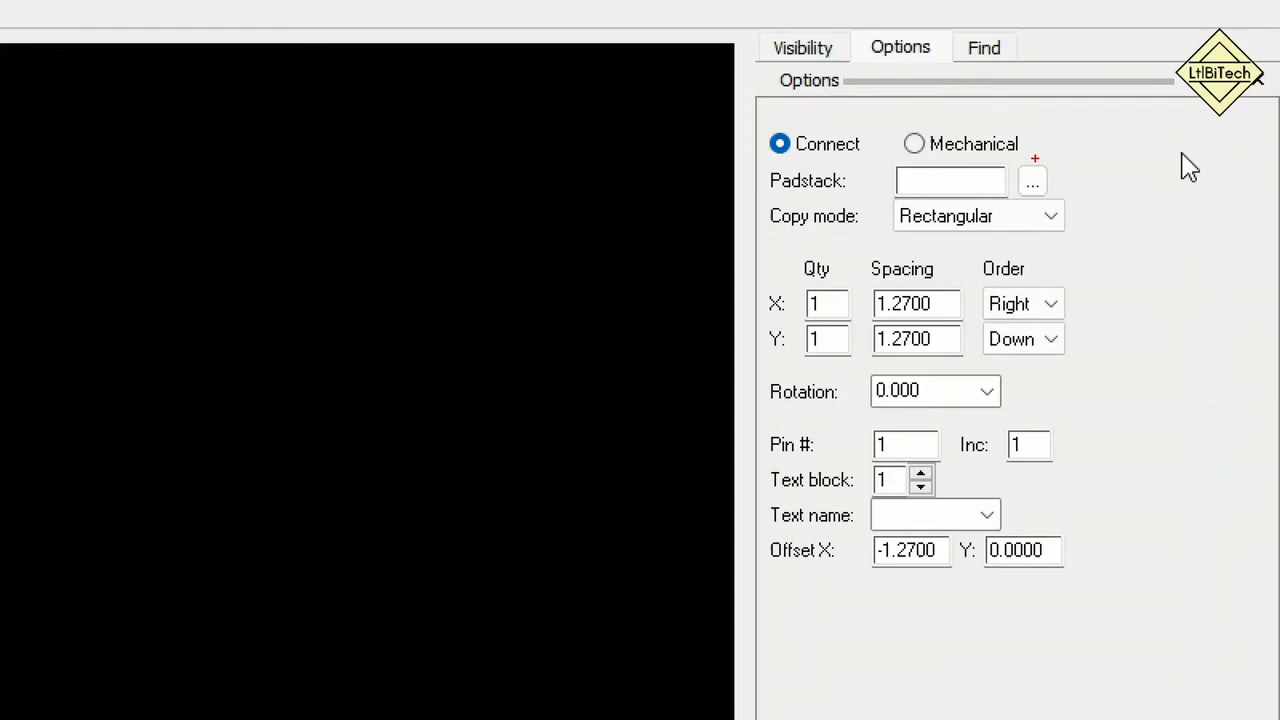 Visibility Options Find
Options
LtlBiTech
Connect Mechanical
Padstack: ...
Copy mode: Rectangular
Qty Spacing Order
X: 1 1.2700 Right
Y: 1 1.2700 Down
Rotation: 0.000
Pin #: 1 Inc: 1
Text block: 1
Text name:
Offset X: -1.2700 Y: 0.0000